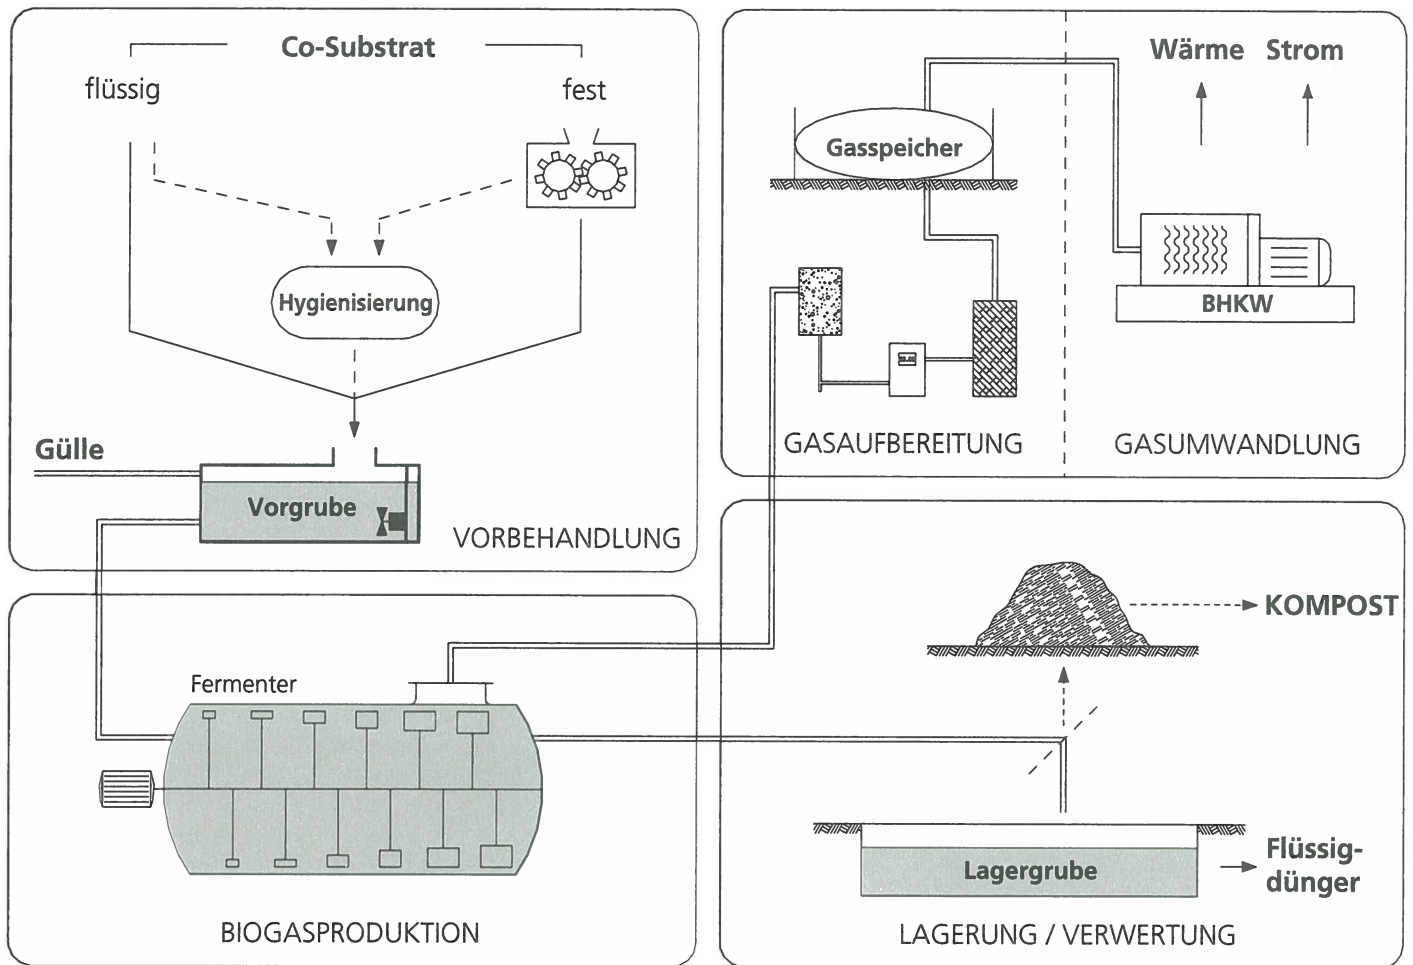 Co-Substrat
flüssig
fest
Hygienisierung
Gülle
Vorgrube
VORBEHANDLUNG
Wärme Strom
Gasspeicher
BHKW
GASAUFBEREITUNG
GASUMWANDLUNG
Fermenter
BIOGASPRODUKTION
KOMPOST
Lagergrube
Flüssig-
dünger
LAGERUNG / VERWERTUNG